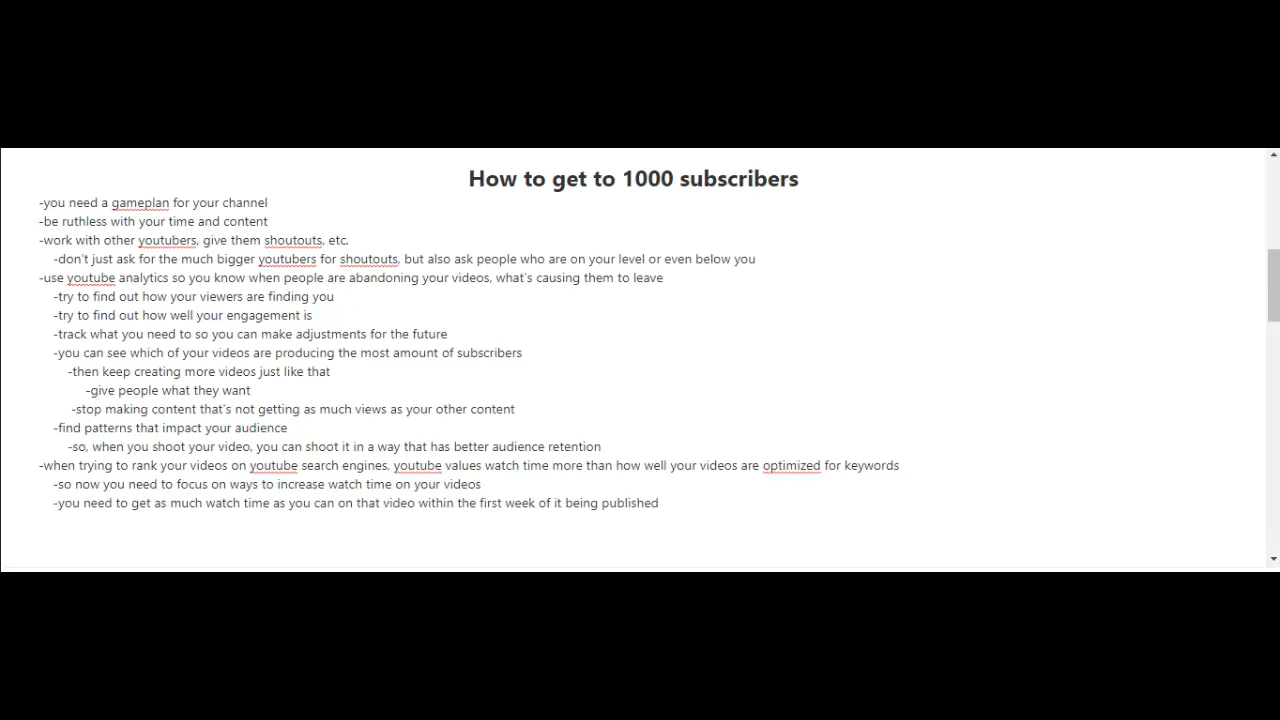 How to get to 1000 subscribers
-you need a gameplan for your channel
-be ruthless with your time and content
-work with other youtubers, give them shoutouts, etc.
-don't just ask for the much bigger youtubers for shoutouts, but also ask people who are on your level or even below you
-use youtube analytics so you know when people are abandoning your videos, what's causing them to leave
-try to find out how your viewers are finding you
-try to find out how well your engagement is
-track what you need to so you can make adjustments for the future
-you can see which of your videos are producing the most amount of subscribers
-then keep creating more videos just like that
-give people what they want
-stop making content that's not getting as much views as your other content
-find patterns that impact your audience
-so, when you shoot your video, you can shoot it in a way that has better audience retention
-when trying to rank your videos on youtube search engines, youtube values watch time more than how well your videos are optimized for keywords
-so now you need to focus on ways to increase watch time on your videos
-you need to get as much watch time as you can on that video within the first week of it being published